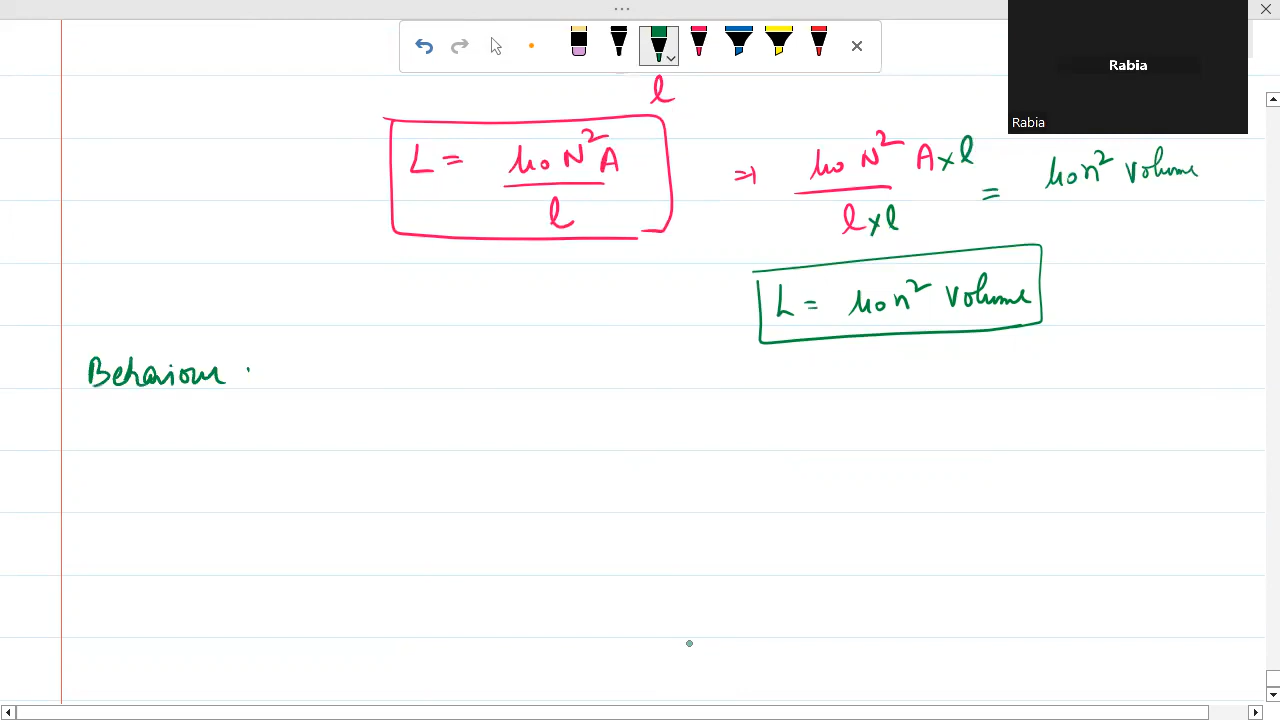 Rabia
Rabia
l
L = μ₀N²A / l ⇒ μ₀N² A×l / l×l = μ₀n² Volume
L = μ₀n² Volume
Behaviour